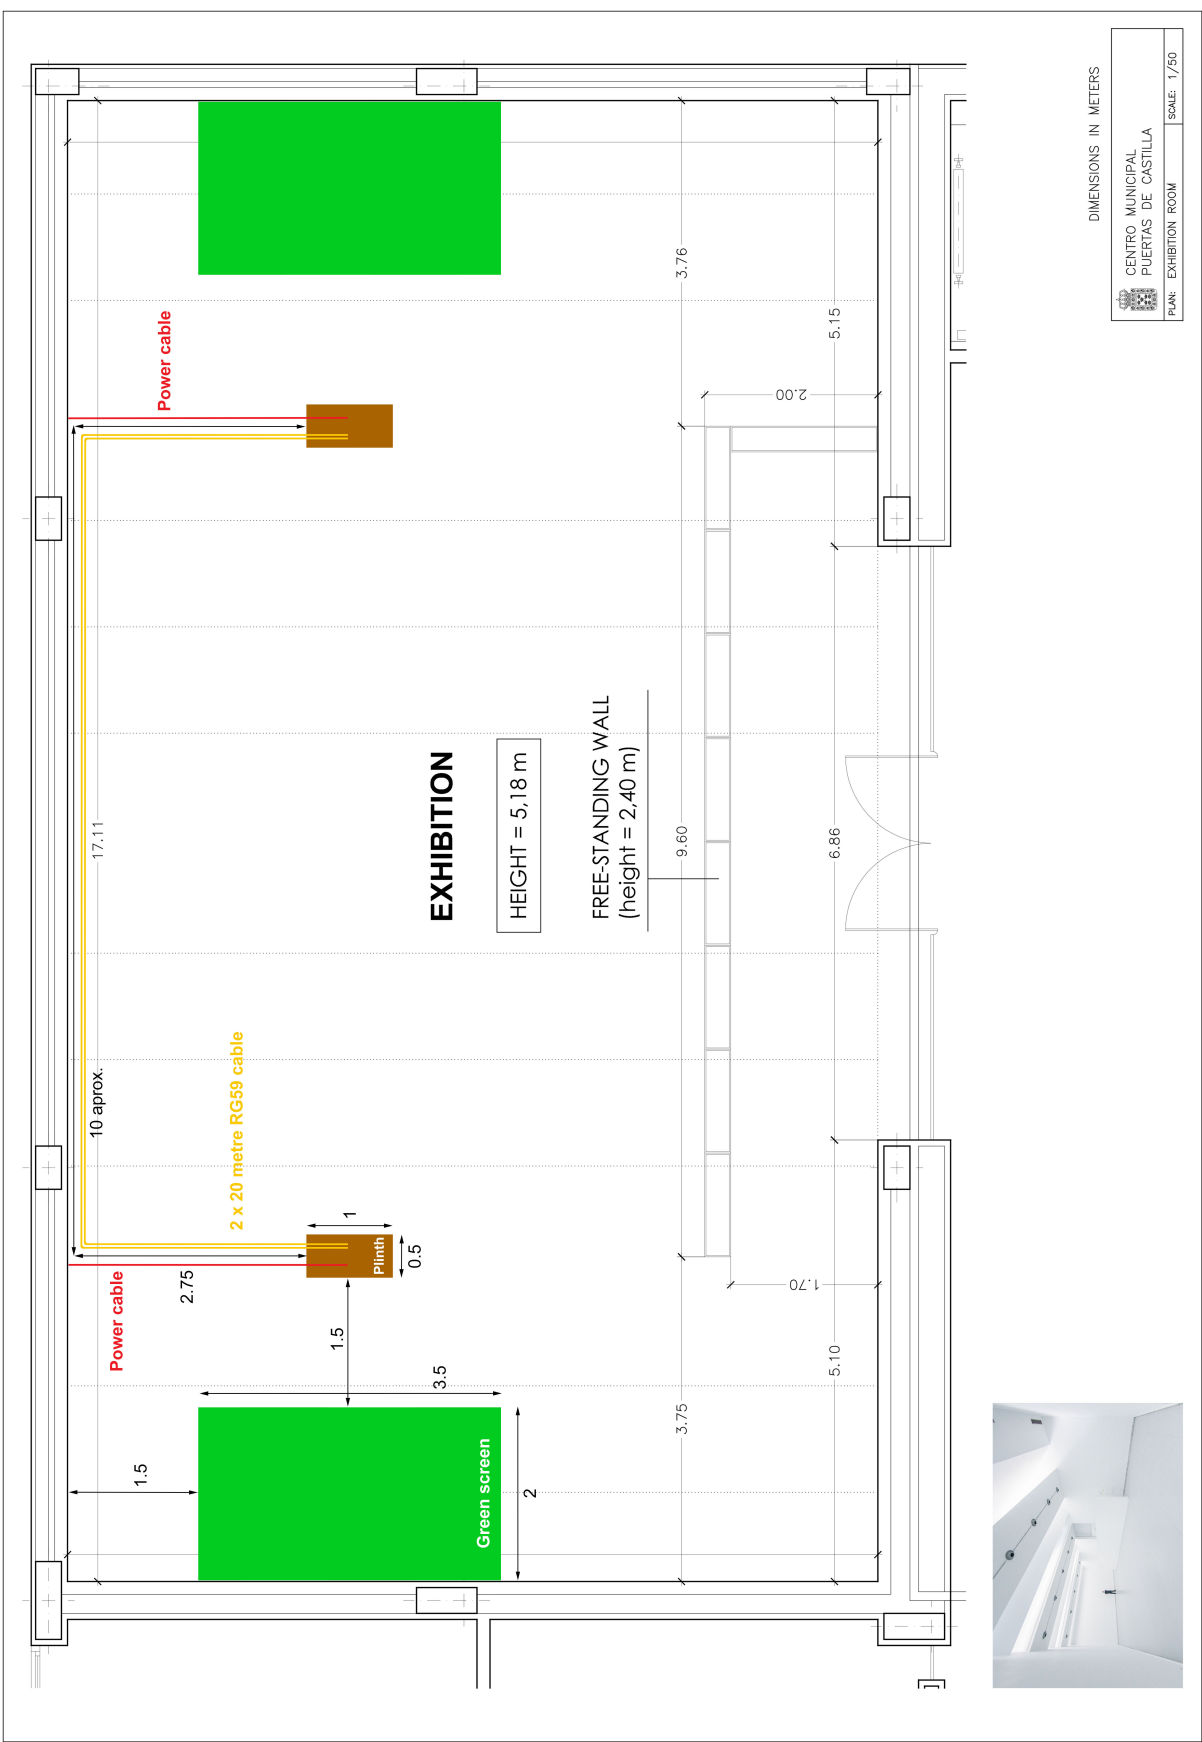 Power cable
17.11
3.76
5.15
2.00
EXHIBITION
HEIGHT = 5,18 m
FREE-STANDING WALL
(height = 2,40 m)
9.60
6.86
10 aprox.
2 x 20 metre RG59 cable
Power cable
2.75
1
Plinth
0.5
1.5
1.70
5.10
3.75
3.5
1.5
Green screen
2
DIMENSIONS IN METERS
CENTRO MUNICIPAL
PUERTAS DE CASTILLA
PLAN: EXHIBITION ROOM
SCALE: 1/50